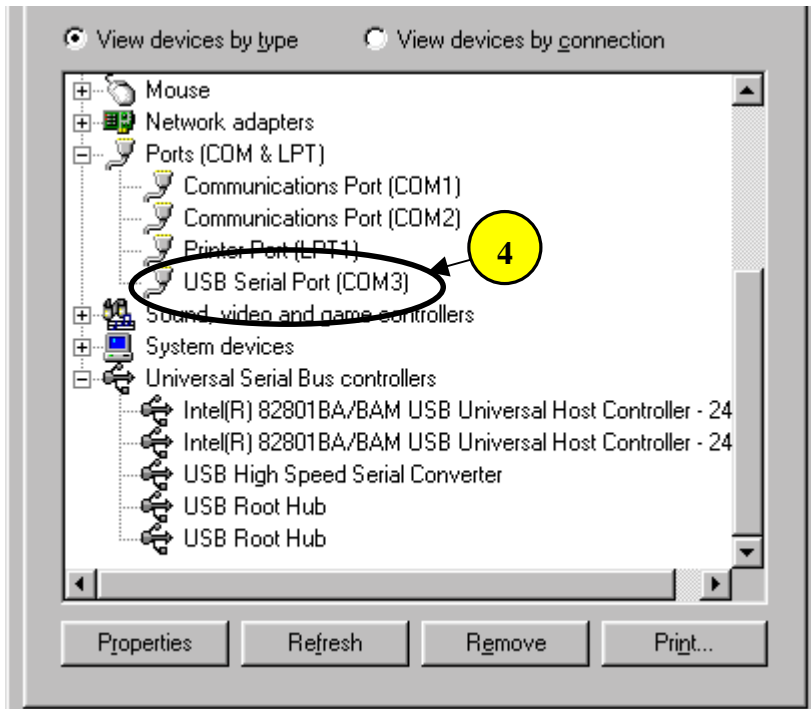 View devices by type View devices by connection
Mouse
Network adapters
Ports (COM & LPT)
Communications Port (COM1)
Communications Port (COM2)
Printer Port (LPT1)
4
USB Serial Port (COM3)
Sound, video and game controllers
System devices
Universal Serial Bus controllers
Intel(R) 82801BA/BAM USB Universal Host Controller - 24
Intel(R) 82801BA/BAM USB Universal Host Controller - 24
USB High Speed Serial Converter
USB Root Hub
USB Root Hub
Properties Refresh Remove Print...